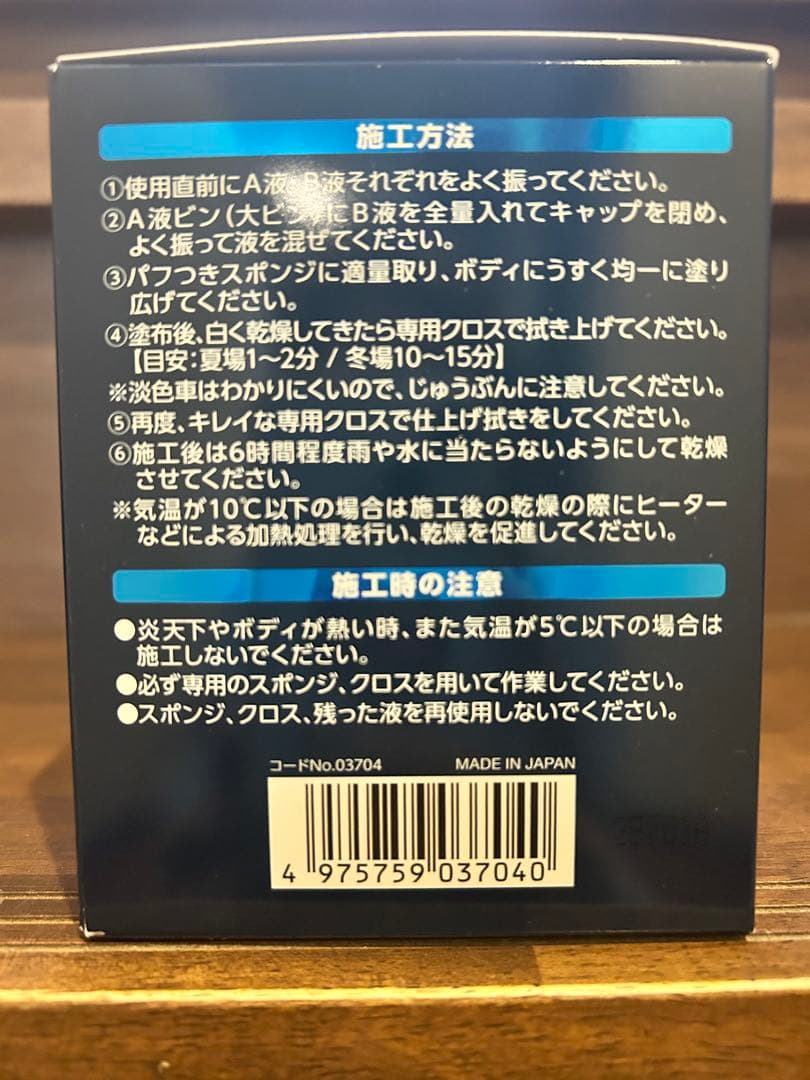 施工方法
①使用直前にA液、B液それぞれをよく振ってください。
②A液ビン(大ビン)にB液を全量入れてキャップを閉め、
よく振って液を混ぜてください。
③パフつきスポンジに適量取り、ボディにうすく均一に塗り
広げてください。
④塗布後、白く乾燥してきたら専用クロスで拭き上げてください。
【目安:夏場1〜2分 / 冬場10〜15分】
※淡色車はわかりにくいので、じゅうぶんに注意してください。
⑤再度、キレイな専用クロスで仕上げ拭きをしてください。
⑥施工後は6時間程度雨や水に当たらないようにして乾燥
させてください。
※気温が10℃以下の場合は施工後の乾燥の際にヒーター
などによる加熱処理を行い、乾燥を促進してください。
施工時の注意
●炎天下やボディが熱い時、また気温が5℃以下の場合は
施工しないでください。
●必ず専用のスポンジ、クロスを用いて作業してください。
●スポンジ、クロス、残った液を再使用しないでください。
コードNo.03704 MADE IN JAPAN
4 975759 037040